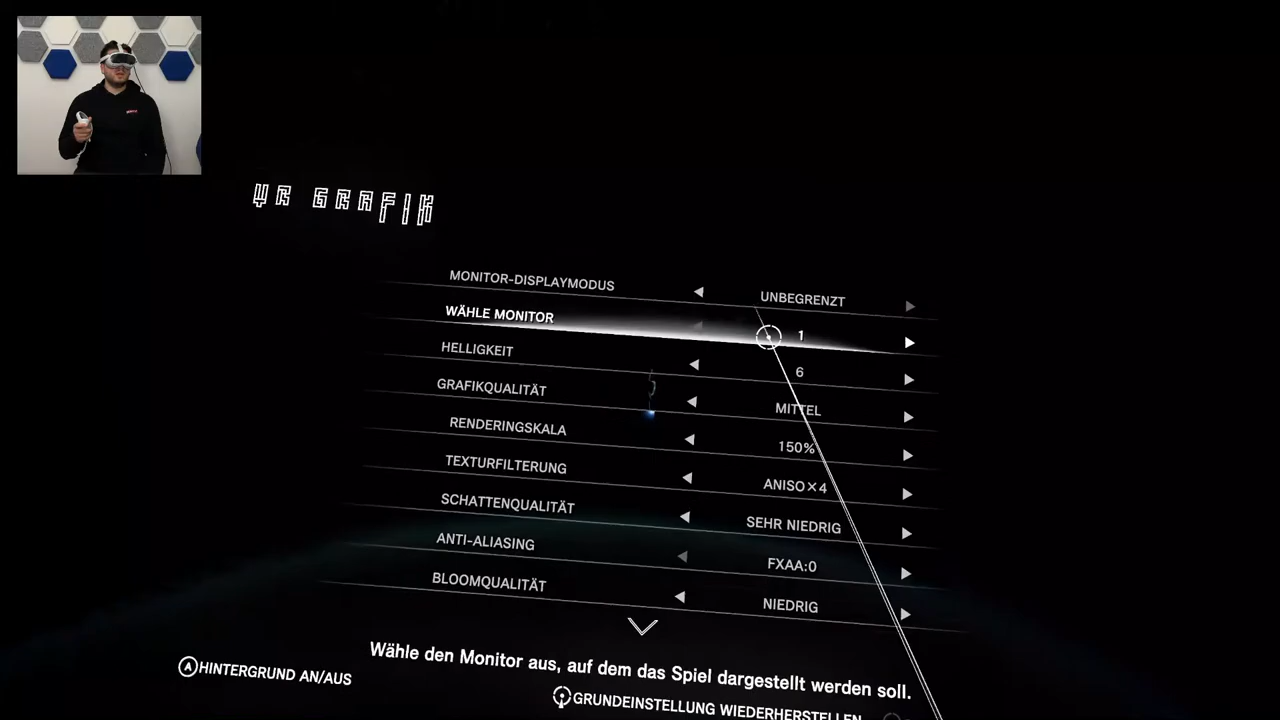 VR GRAFIK
MONITOR-DISPLAYMODUS UNBEGRENZT
WÄHLE MONITOR 1
HELLIGKEIT 6
GRAFIKQUALITÄT MITTEL
RENDERINGSKALA 150%
TEXTURFILTERUNG ANISO×4
SCHATTENQUALITÄT SEHR NIEDRIG
ANTI-ALIASING FXAA:0
BLOOMQUALITÄT NIEDRIG
Wähle den Monitor aus, auf dem das Spiel dargestellt werden soll.
A HINTERGRUND AN/AUS
GRUNDEINSTELLUNG WIEDERHERSTELLEN